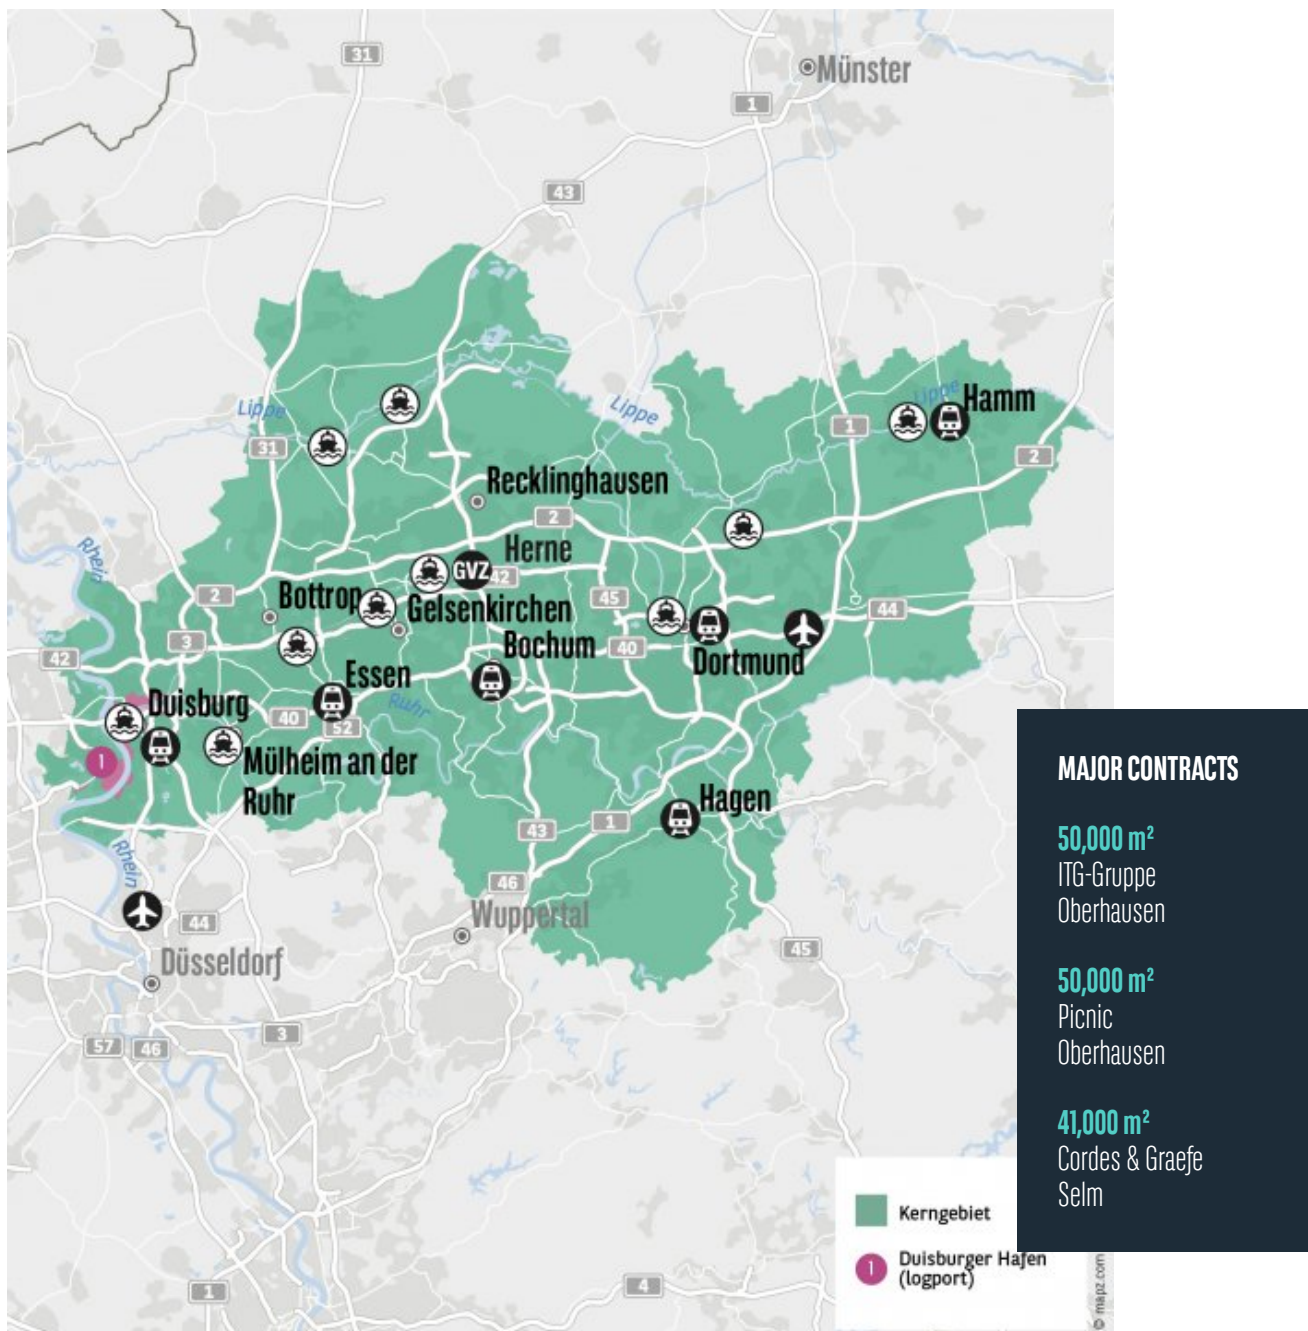 31
Münster
1
43
Lippe
Lippe
Lippe
Hamm
31
1
2
Recklinghausen
2
Rhein
Herne
GVZ
42
2
Bottrop
45
Gelsenkirchen
44
3
Bochum
40
42
Dortmund
Essen
Duisburg
Ruhr
40
52
1
Mülheim an der
Ruhr
Hagen
43
1
Rhein
46
44
Wuppertal
45
Düsseldorf
3
57
46
1
4
Kerngebiet
1
Duisburger Hafen
(logport)
© mapz.com
MAJOR CONTRACTS
50,000 m²
ITG-Gruppe
Oberhausen
50,000 m²
Picnic
Oberhausen
41,000 m²
Cordes & Graefe
Selm